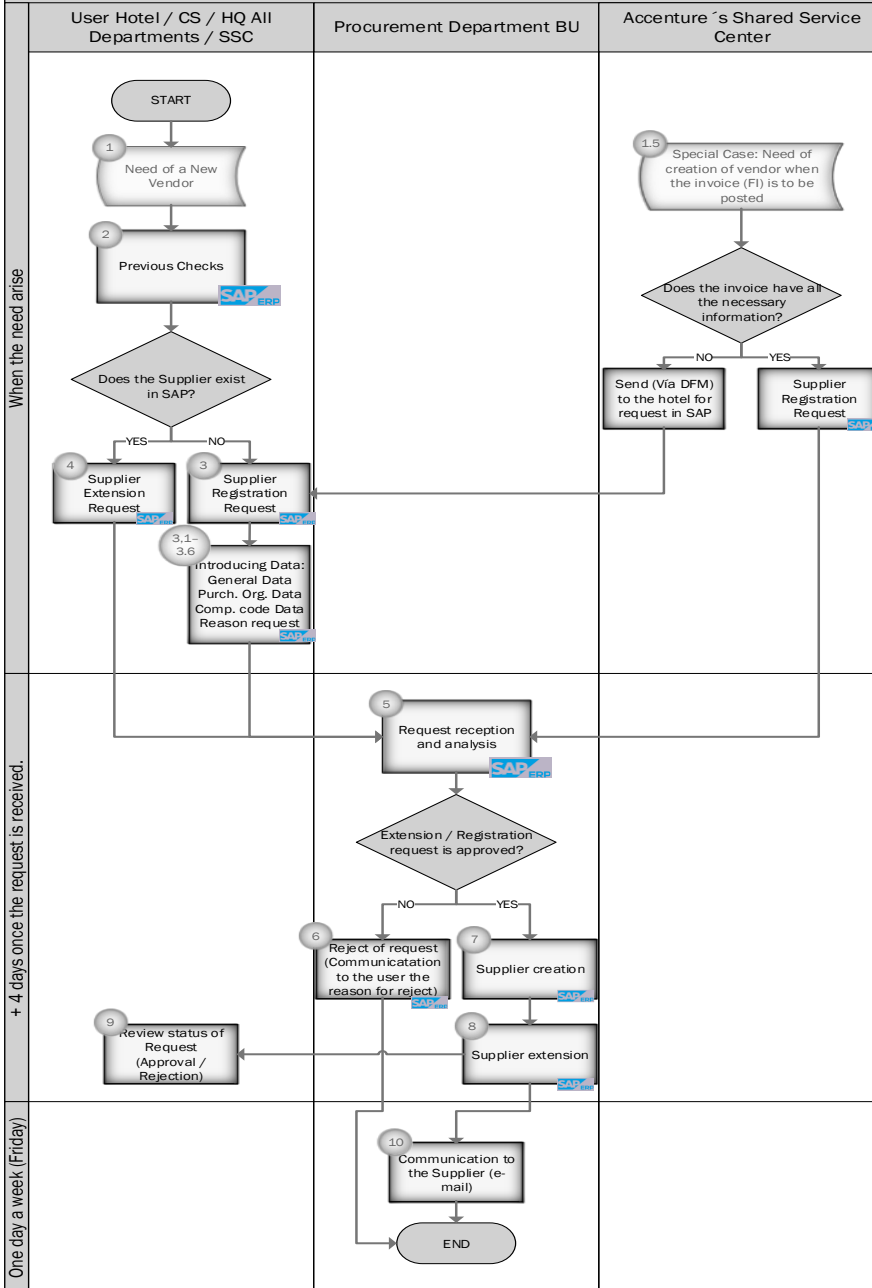 User Hotel / CS / HQ All
Departments / SSC
Procurement Department BU
Accenture´s Shared Service
Center
When the need arise
START
1
Need of a New
Vendor
2
Previous Checks
SAP ERP
Does the Supplier exist
in SAP?
YES
NO
4
Supplier
Extension
Request
SAP ERP
3
Supplier
Registration
Request
SAP ERP
3,1–
3.6
Introducing Data:
General Data
Purch. Org. Data
Comp. code Data
Reason request
SAP ERP
1.5
Special Case: Need of
creation of vendor when
the invoice (FI) is to be
posted
Does the invoice have all
the necessary
information?
NO
YES
Send (Vía DFM)
to the hotel for
request in SAP
Supplier
Registration
Request
SAP
+ 4 days once the request is received.
5
Request reception
and analysis
SAP ERP
Extension / Registration
request is approved?
NO
YES
6
Reject of request
(Communicatation
to the user the
reason for reject)
SAP ERP
7
Supplier creation
SAP ERP
8
Supplier extension
SAP ERP
9
Review status of
Request
(Approval /
Rejection)
One day a week (Friday)
10
Communication to
the Supplier (e-
mail)
END